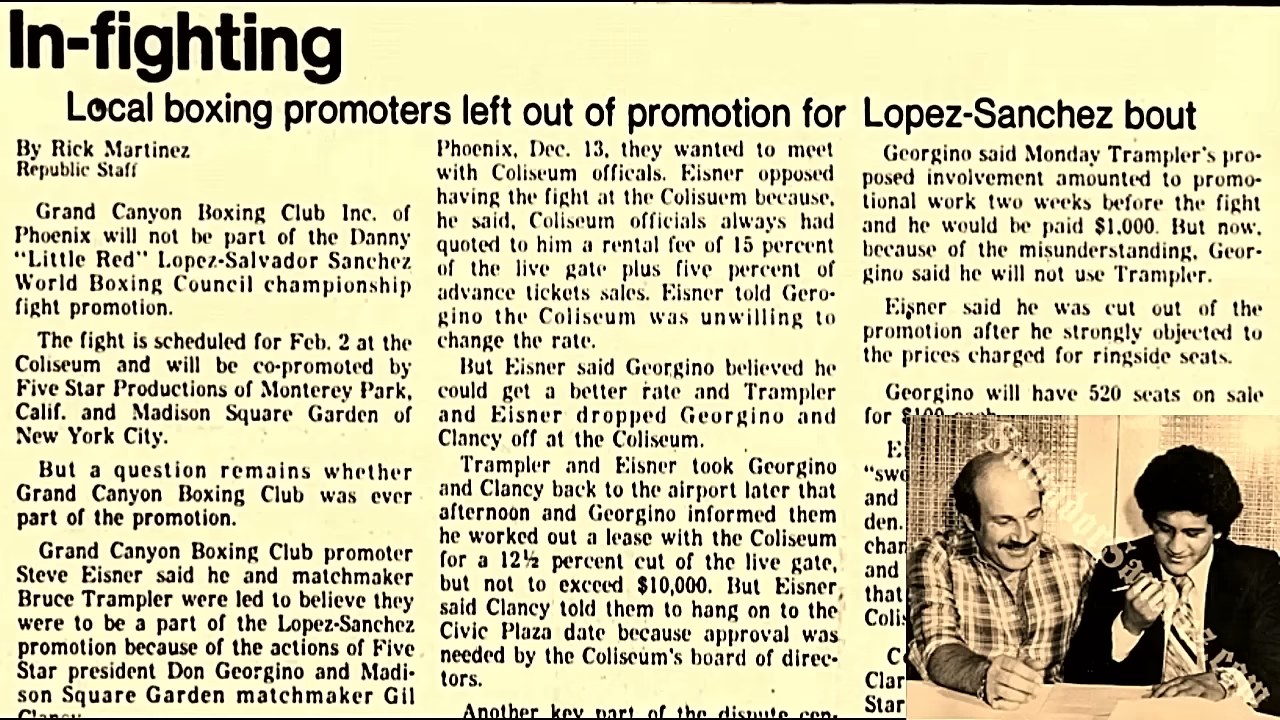 In-fighting
Local boxing promoters left out of promotion for Lopez-Sanchez bout
By Rick Martinez
Republic Staff
Grand Canyon Boxing Club Inc. of
Phoenix will not be part of the Danny
"Little Red" Lopez-Salvador Sanchez
World Boxing Council championship
fight promotion.
The fight is scheduled for Feb. 2 at the
Coliseum and will be co-promoted by
Five Star Productions of Monterey Park,
Calif. and Madison Square Garden of
New York City.
But a question remains whether
Grand Canyon Boxing Club was ever
part of the promotion.
Grand Canyon Boxing Club promoter
Steve Eisner said he and matchmaker
Bruce Trampler were led to believe they
were to be a part of the Lopez-Sanchez
promotion because of the actions of Five
Star president Don Georgino and Madi-
son Square Garden matchmaker Gil
Clancy
Phoenix, Dec. 13, they wanted to meet
with Coliseum officals. Eisner opposed
having the fight at the Colisuem because,
he said, Coliseum officials always had
quoted to him a rental fee of 15 percent
of the live gate plus five percent of
advance tickets sales. Eisner told Gero-
gino the Coliseum was unwilling to
change the rate.
But Eisner said Georgino believed he
could get a better rate and Trampler
and Eisner dropped Georgino and
Clancy off at the Coliseum.
Trampler and Eisner took Georgino
and Clancy back to the airport later that
afternoon and Georgino informed them
he worked out a lease with the Coliseum
for a 12½ percent cut of the live gate,
but not to exceed $10,000. But Eisner
said Clancy told them to hang on to the
Civic Plaza date because approval was
needed by the Coliseum's board of direc-
tors.
Another key part of the dispute con-
Georgino said Monday Trampler's pro-
posed involvement amounted to promo-
tional work two weeks before the fight
and he would be paid $1,000. But now,
because of the misunderstanding, Geor-
gino said he will not use Trampler.
Eisner said he was cut out of the
promotion after he strongly objected to
the prices charged for ringside seats.
Georgino will have 520 seats on sale
for $100 each
"swe
and
den.
char
and
that
Colis
Clar
Star